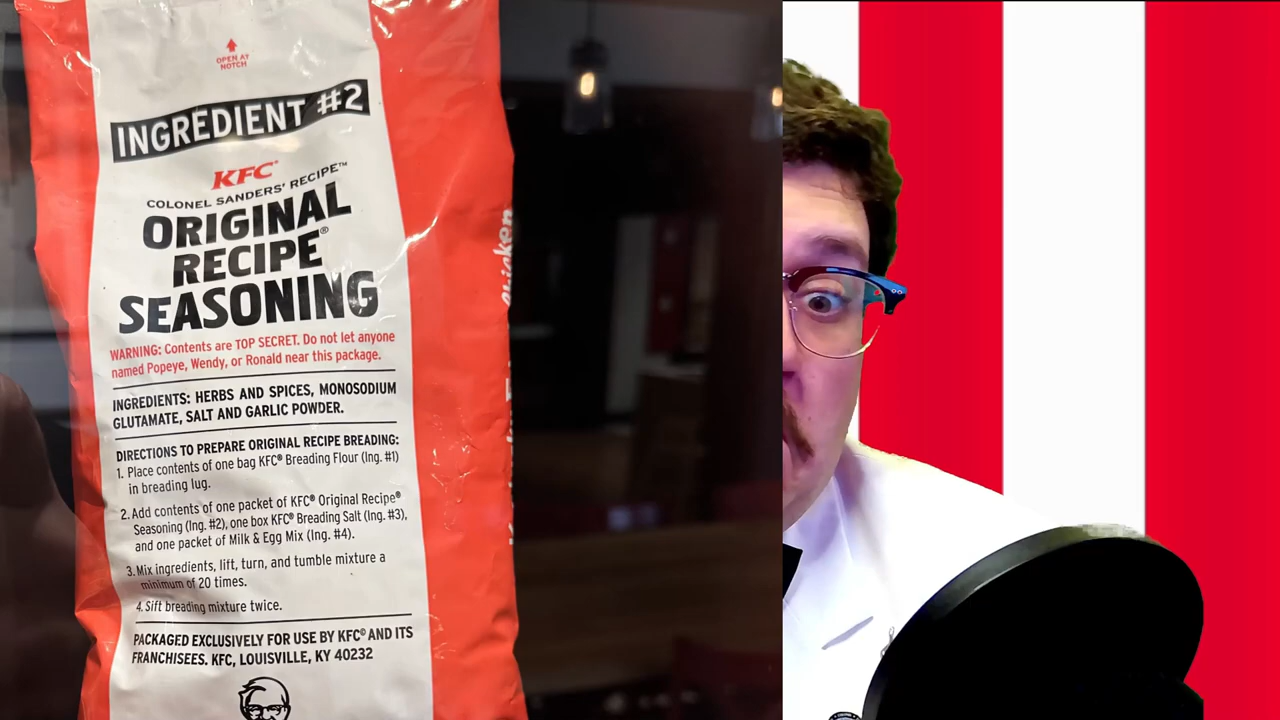 OPEN AT
NOTCH
INGREDIENT #2
KFC®
COLONEL SANDERS' RECIPE™
ORIGINAL
RECIPE®
SEASONING
WARNING: Contents are TOP SECRET. Do not let anyone
named Popeye, Wendy, or Ronald near this package.
INGREDIENTS: HERBS AND SPICES, MONOSODIUM
GLUTAMATE, SALT AND GARLIC POWDER.
DIRECTIONS TO PREPARE ORIGINAL RECIPE BREADING:
1. Place contents of one bag KFC® Breading Flour (Ing. #1)
in breading lug.
2. Add contents of one packet of KFC® Original Recipe®
Seasoning (Ing. #2), one box KFC® Breading Salt (Ing. #3),
and one packet of Milk & Egg Mix (Ing. #4).
3. Mix ingredients, lift, turn, and tumble mixture a
minimum of 20 times.
4. Sift breading mixture twice.
PACKAGED EXCLUSIVELY FOR USE BY KFC® AND ITS
FRANCHISEES. KFC, LOUISVILLE, KY 40232
Chicken